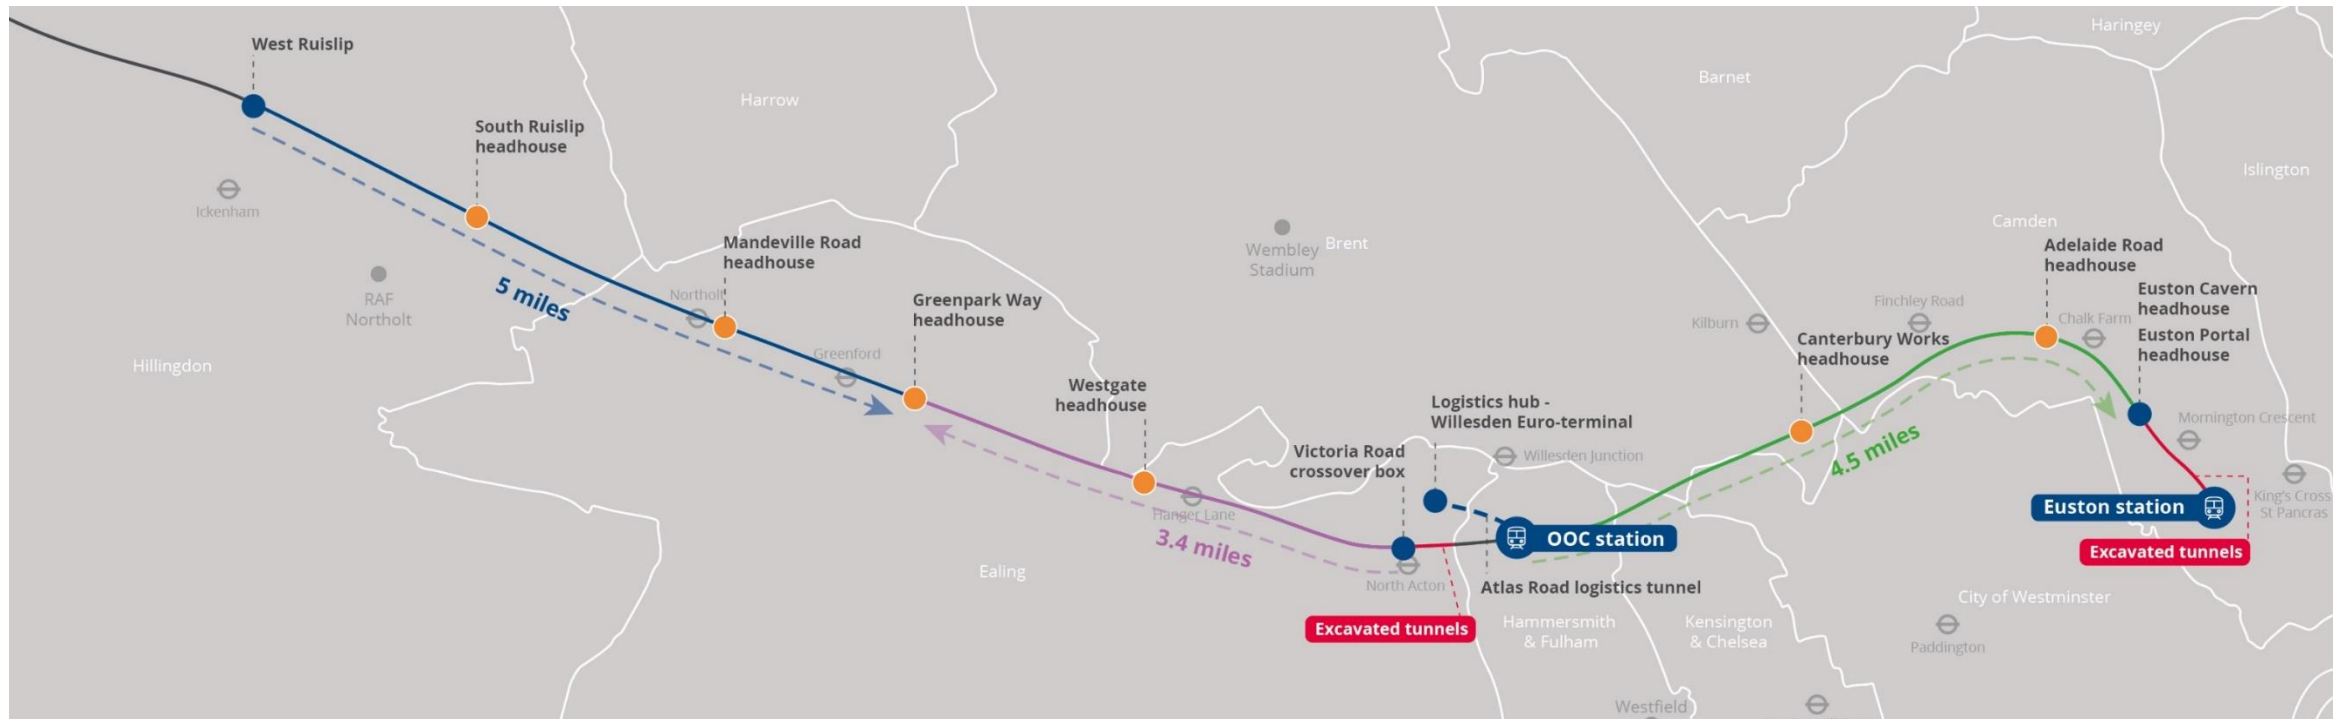 West Ruislip
Haringey
Barnet
Harrow
South Ruislip
headhouse
Islington
Ickenham
Camden
Mandeville Road
headhouse
Brent
Wembley
Stadium
Adelaide Road
headhouse
RAF
Northolt
5 miles
Northolt
Greenpark Way
headhouse
Finchley Road
Euston Cavern
headhouse
Kilburn
Chalk Farm
Canterbury Works
headhouse
Euston Portal
headhouse
Hillingdon
Greenford
Westgate
headhouse
Logistics hub -
Willesden Euro-terminal
Mornington Crescent
4.5 miles
Victoria Road
crossover box
Willesden Junction
Hanger Lane
3.4 miles
OOC station
Euston station
King's Cross
St Pancras
Excavated tunnels
Ealing
North Acton
Atlas Road logistics tunnel
City of Westminster
Excavated tunnels
Hammersmith
& Fulham
Kensington
& Chelsea
Paddington
Westfield